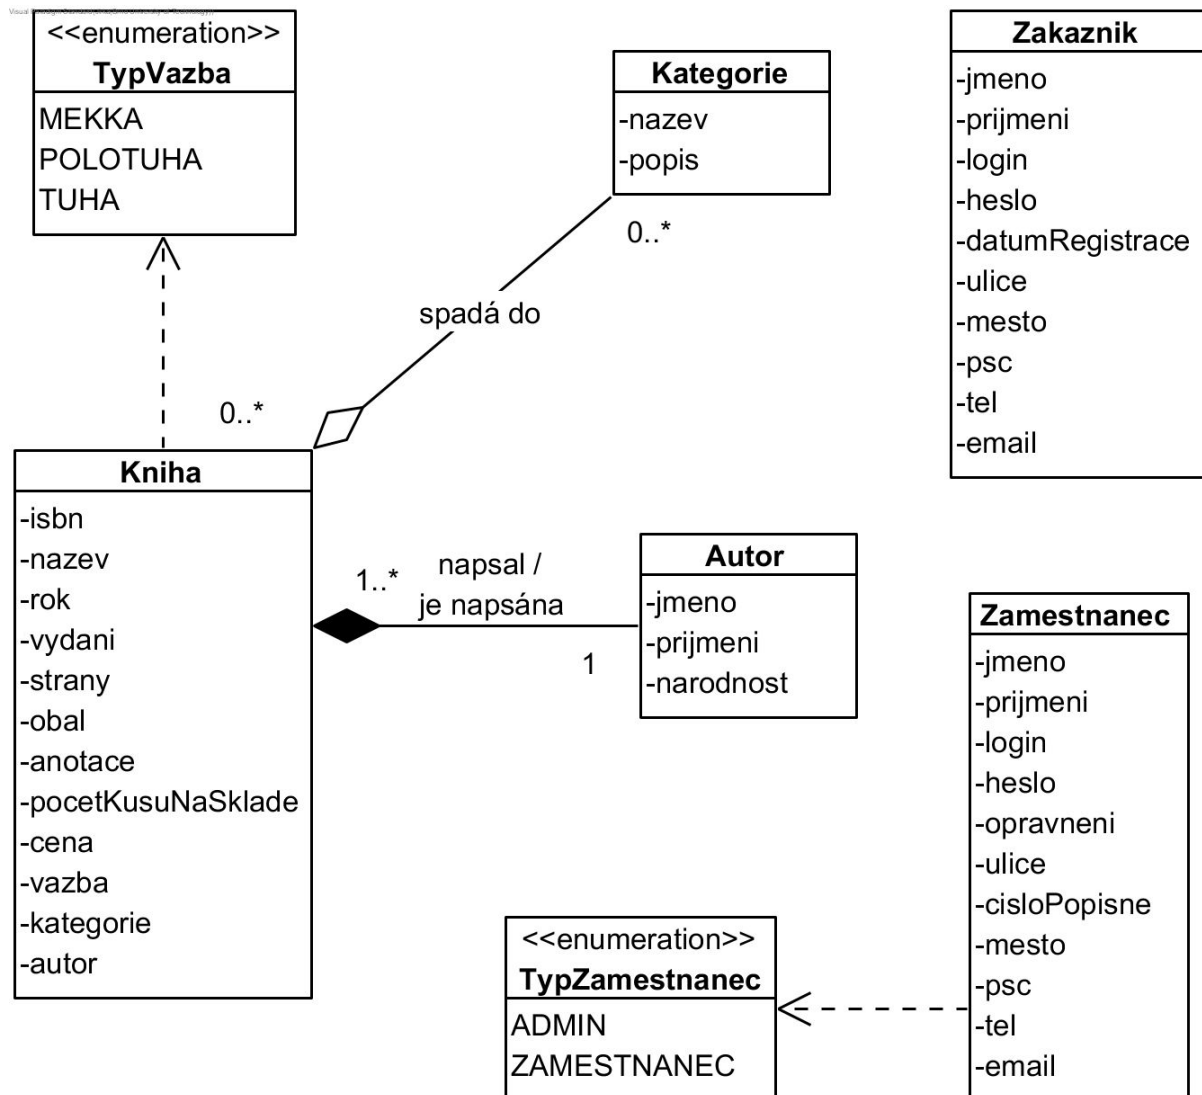 <<enumeration>>
TypVazba
MEKKA
POLOTUHA
TUHA
Kategorie
-nazev
-popis
0..*
spadá do
0..*
Zakaznik
-jmeno
-prijmeni
-login
-heslo
-datumRegistrace
-ulice
-mesto
-psc
-tel
-email
Kniha
-isbn
-nazev
-rok
-vydani
-strany
-obal
-anotace
-pocetKusuNaSklade
-cena
-vazba
-kategorie
-autor
1..*
napsal /
je napsána
1
Autor
-jmeno
-prijmeni
-narodnost
Zamestnanec
-jmeno
-prijmeni
-login
-heslo
-opravneni
-ulice
-cisloPopisne
-mesto
-psc
-tel
-email
<<enumeration>>
TypZamestnanec
ADMIN
ZAMESTNANEC